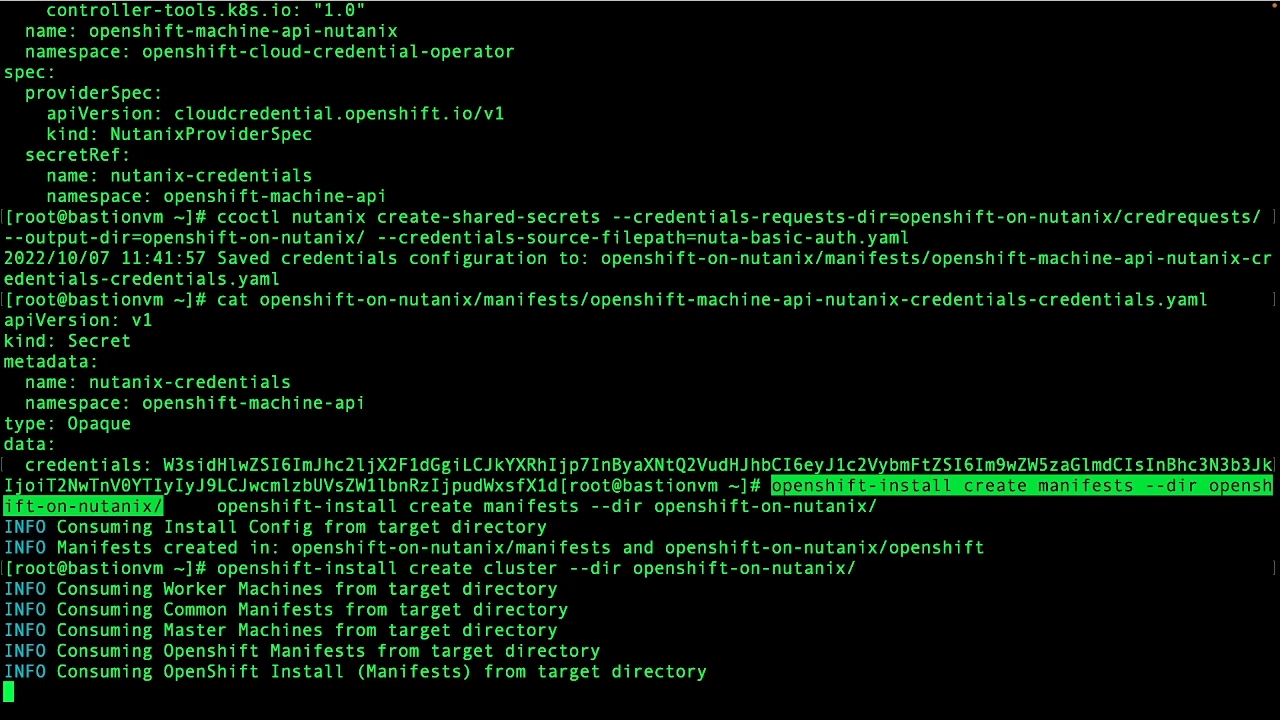 controller-tools.k8s.io: "1.0"
name: openshift-machine-api-nutanix
namespace: openshift-cloud-credential-operator
spec:
providerSpec:
apiVersion: cloudcredential.openshift.io/v1
kind: NutanixProviderSpec
secretRef:
name: nutanix-credentials
namespace: openshift-machine-api
[root@bastionvm ~]# ccoctl nutanix create-shared-secrets --credentials-requests-dir=openshift-on-nutanix/credrequests/
--output-dir=openshift-on-nutanix/ --credentials-source-filepath=nuta-basic-auth.yaml
2022/10/07 11:41:57 Saved credentials configuration to: openshift-on-nutanix/manifests/openshift-machine-api-nutanix-cr
edentials-credentials.yaml
[root@bastionvm ~]# cat openshift-on-nutanix/manifests/openshift-machine-api-nutanix-credentials-credentials.yaml
apiVersion: v1
kind: Secret
metadata:
name: nutanix-credentials
namespace: openshift-machine-api
type: Opaque
data:
credentials: W3sidHlwZSI6ImJhc2ljX2F1dGgiLCJkYXRhIjp7InByaXNtQ2VudHJhbCI6eyJ1c2VybmFtZSI6Im9wZW5zaGlmdCIsInBhc3N3b3Jk
IjoiT2NwTnV0YTIyIyJ9LCJwcmlzbUVsZW1lbnRzIjpudWxsfX1d[root@bastionvm ~]# openshift-install create manifests --dir opensh
ift-on-nutanix/ openshift-install create manifests --dir openshift-on-nutanix/
INFO Consuming Install Config from target directory
INFO Manifests created in: openshift-on-nutanix/manifests and openshift-on-nutanix/openshift
[root@bastionvm ~]# openshift-install create cluster --dir openshift-on-nutanix/
INFO Consuming Worker Machines from target directory
INFO Consuming Common Manifests from target directory
INFO Consuming Master Machines from target directory
INFO Consuming Openshift Manifests from target directory
INFO Consuming OpenShift Install (Manifests) from target directory